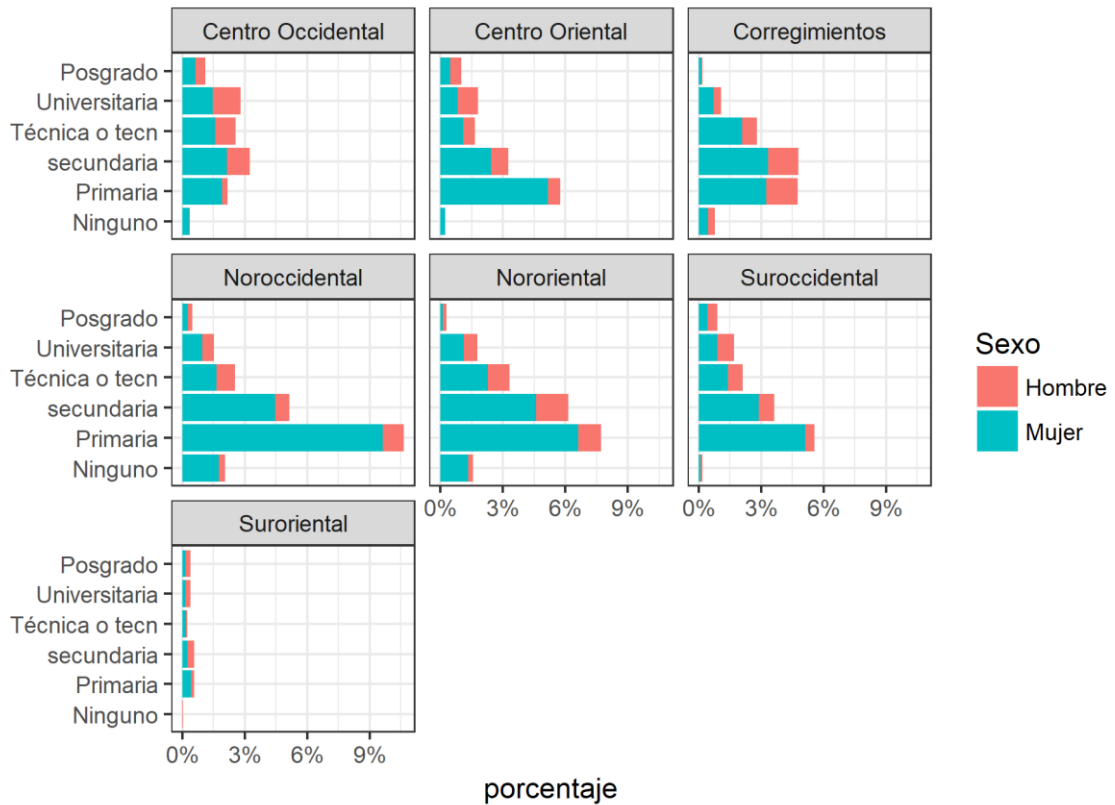 Centro Occidental
Centro Oriental
Corregimientos
Posgrado
Universitaria
Técnica o tecn
secundaria
Primaria
Ninguno
Noroccidental
Nororiental
Suroccidental
Posgrado
Universitaria
Técnica o tecn
secundaria
Primaria
Ninguno
0% 3% 6% 9%
0% 3% 6% 9%
Suroriental
Posgrado
Universitaria
Técnica o tecn
secundaria
Primaria
Ninguno
0% 3% 6% 9%
porcentaje
Sexo
Hombre
Mujer